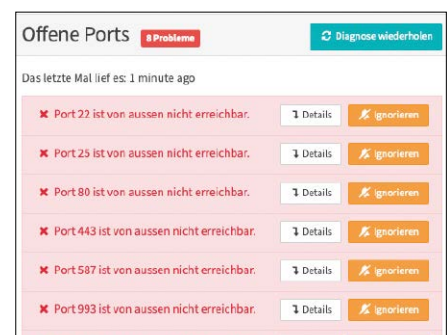 Offene Ports 8 Probleme Diagnose wiederholen
Das letzte Mal lief es: 1 minute ago
Port 22 ist von aussen nicht erreichbar. Details Ignorieren
Port 25 ist von aussen nicht erreichbar. Details Ignorieren
Port 80 ist von aussen nicht erreichbar. Details Ignorieren
Port 443 ist von aussen nicht erreichbar. Details Ignorieren
Port 587 ist von aussen nicht erreichbar. Details Ignorieren
Port 993 ist von aussen nicht erreichbar. Details Ignorieren